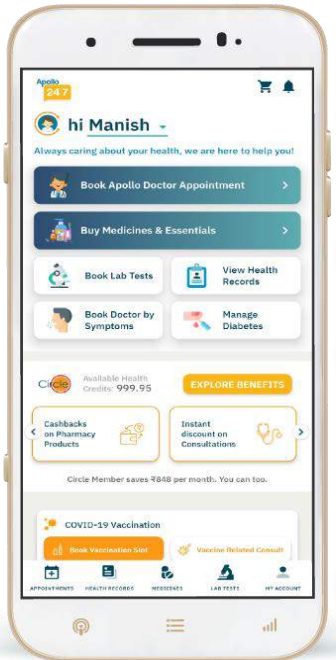 Apollo
24|7
hi Manish
Always caring about your health, we are here to help you!
Book Apollo Doctor Appointment
Buy Medicines & Essentials
Book Lab Tests
View Health
Records
Book Doctor by
Symptoms
Manage
Diabetes
Circle
Available Health
Credits: 999.95
EXPLORE BENEFITS
Cashbacks
on Pharmacy
Products
Instant
discount on
Consultations
Circle Member saves ₹848 per month. You can too.
COVID-19 Vaccination
Book Vaccination Slot
Vaccine Related Consult
APPOINTMENTS
HEALTH RECORDS
MEDICINES
LAB TESTS
MY ACCOUNT